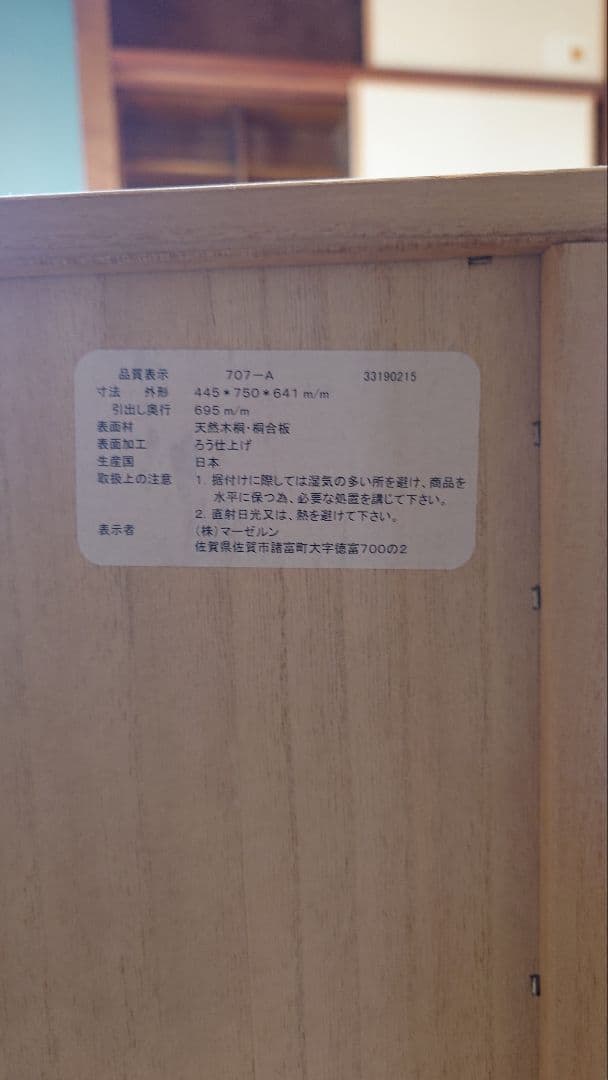 品質表示 707-A 33190215
寸法 外形 445*750*641 m/m
引出し奥行 695 m/m
表面材 天然木桐・桐合板
表面加工 ろう仕上げ
生産国 日本
取扱上の注意 1. 据付けに際しては湿気の多い所を避け、商品を
水平に保つ為、必要な処置を講じて下さい。
2. 直射日光又は、熱を避けて下さい。
表示者 (株)マーゼルン
佐賀県佐賀市諸富町大字徳富700の2